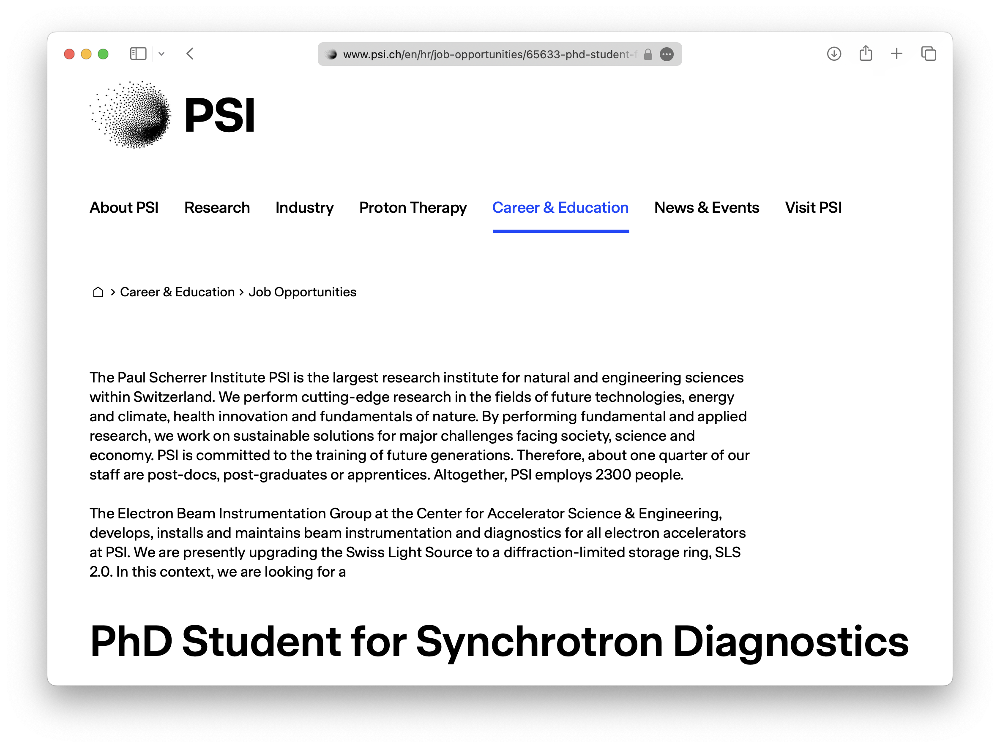 www.psi.ch/en/hr/job-opportunities/65633-phd-student-
PSI
About PSI Research Industry Proton Therapy Career & Education News & Events Visit PSI
> Career & Education > Job Opportunities
The Paul Scherrer Institute PSI is the largest research institute for natural and engineering sciences
within Switzerland. We perform cutting-edge research in the fields of future technologies, energy
and climate, health innovation and fundamentals of nature. By performing fundamental and applied
research, we work on sustainable solutions for major challenges facing society, science and
economy. PSI is committed to the training of future generations. Therefore, about one quarter of our
staff are post-docs, post-graduates or apprentices. Altogether, PSI employs 2300 people.
The Electron Beam Instrumentation Group at the Center for Accelerator Science & Engineering,
develops, installs and maintains beam instrumentation and diagnostics for all electron accelerators
at PSI. We are presently upgrading the Swiss Light Source to a diffraction-limited storage ring, SLS
2.0. In this context, we are looking for a
PhD Student for Synchrotron Diagnostics